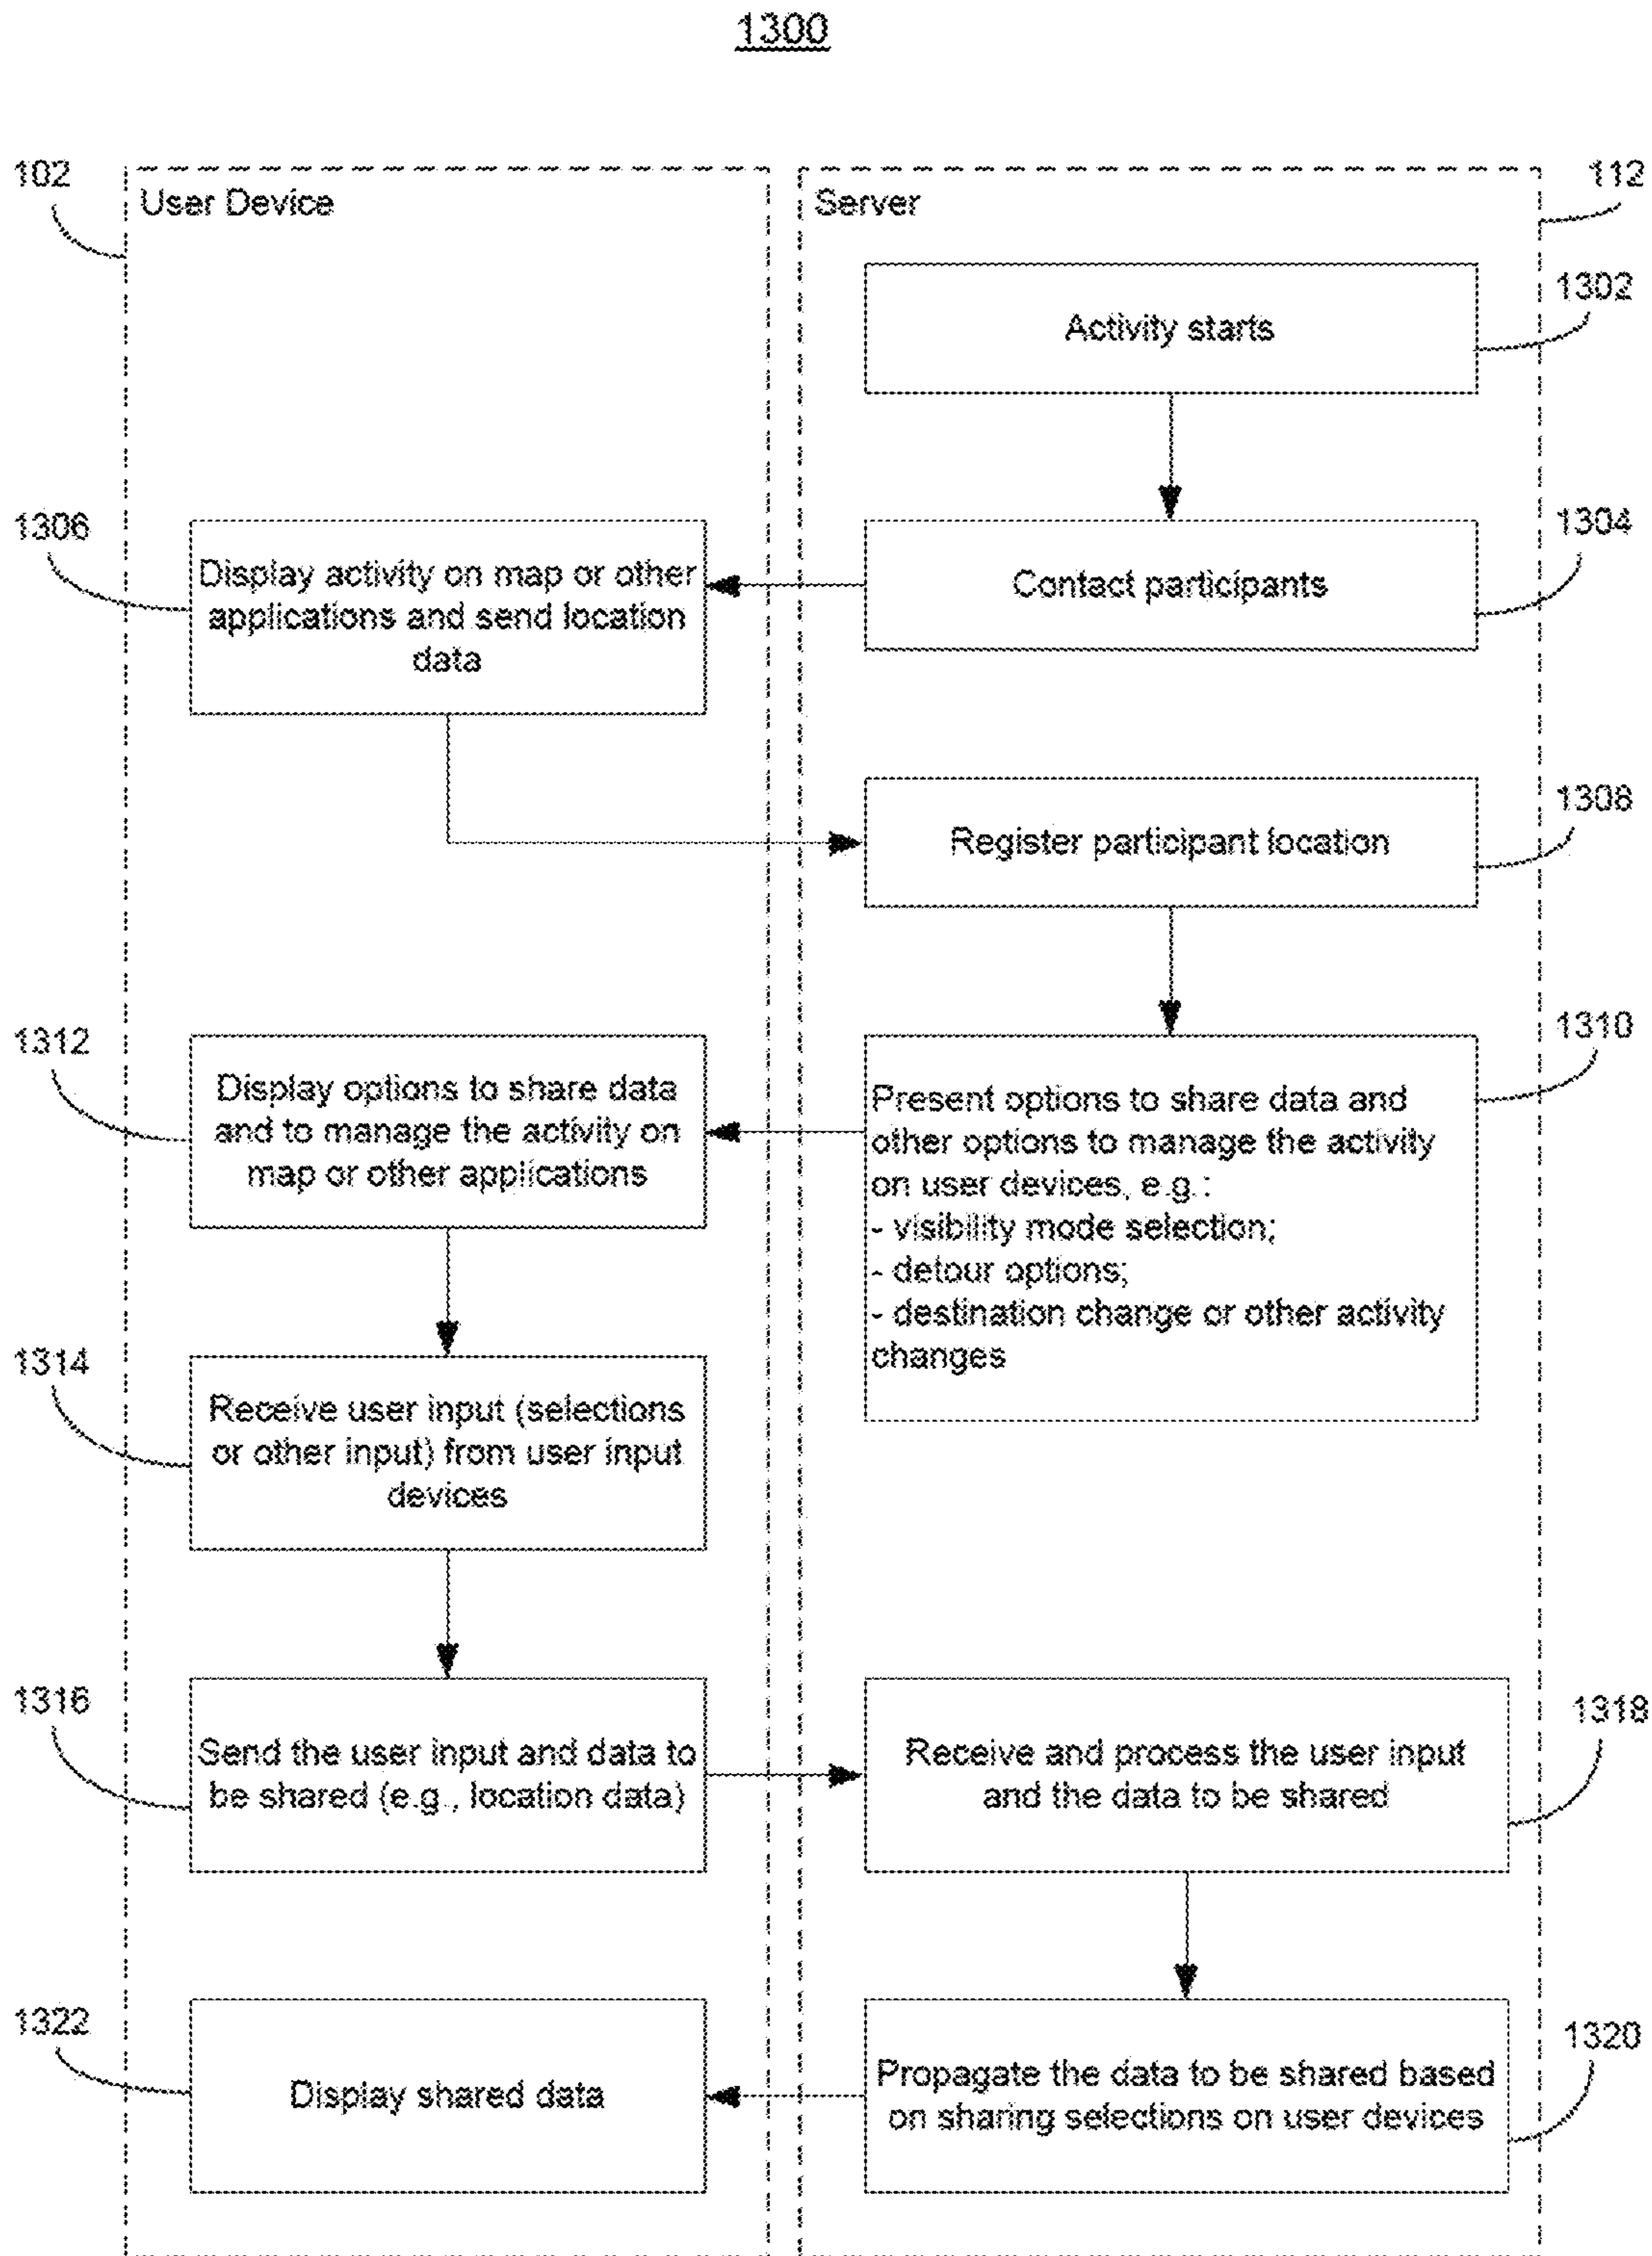 1300
102
User Device
Server
112
1302
Activity starts
1306
Display activity on map or other
applications and send location
data
1304
Contact participants
1308
Register participant location
1312
Display options to share data
and to manage the activity on
map or other applications
1310
Present options to share data and
other options to manage the activity
on user devices, e.g.:
- visibility mode selection;
- detour options;
- destination change or other activity
changes
1314
Receive user input (selections
or other input) from user input
devices
1316
Send the user input and data to
be shared (e.g., location data)
1318
Receive and process the user input
and the data to be shared
1322
Display shared data
1320
Propagate the data to be shared based
on sharing selections on user devices